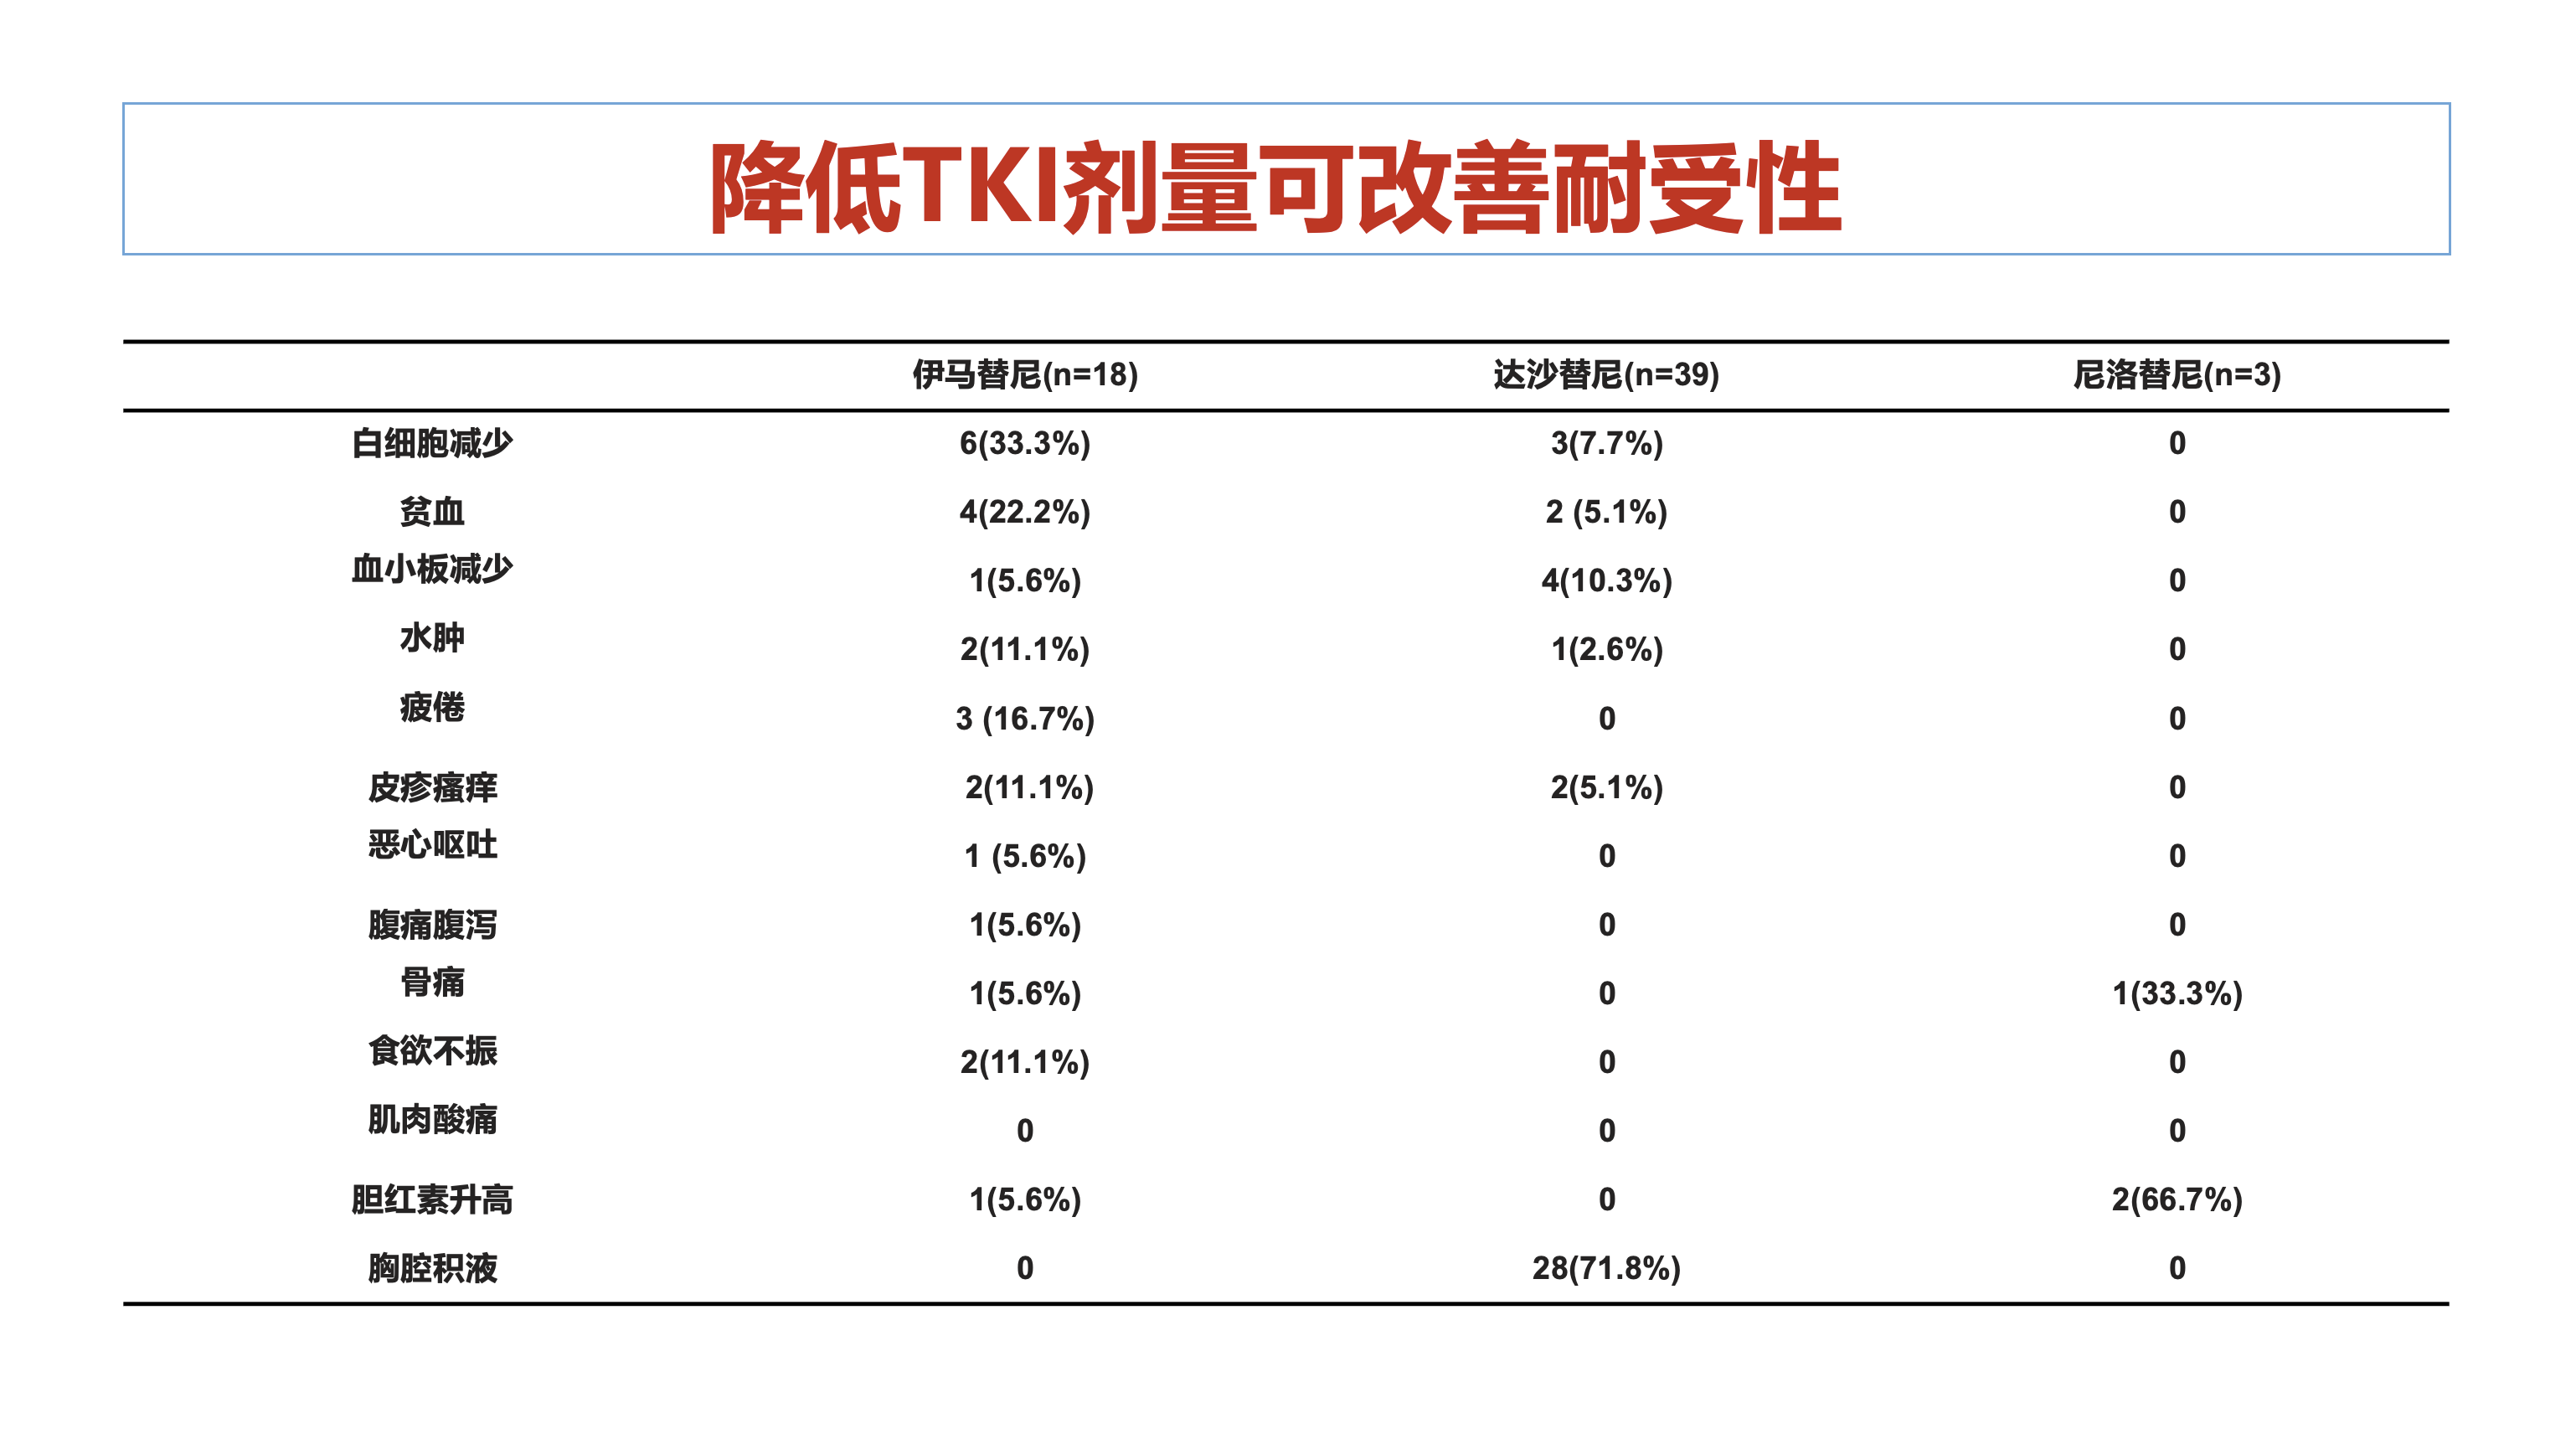 降低TKI剂量可改善耐受性
伊马替尼(n=18) 达沙替尼(n=39) 尼洛替尼(n=3)
白细胞减少 6(33.3%) 3(7.7%) 0
贫血 4(22.2%) 2 (5.1%) 0
血小板减少 1(5.6%) 4(10.3%) 0
水肿 2(11.1%) 1(2.6%) 0
疲倦 3 (16.7%) 0 0
皮疹瘙痒 2(11.1%) 2(5.1%) 0
恶心呕吐 1 (5.6%) 0 0
腹痛腹泻 1(5.6%) 0 0
骨痛 1(5.6%) 0 1(33.3%)
食欲不振 2(11.1%) 0 0
肌肉酸痛 0 0 0
胆红素升高 1(5.6%) 0 2(66.7%)
胸腔积液 0 28(71.8%) 0